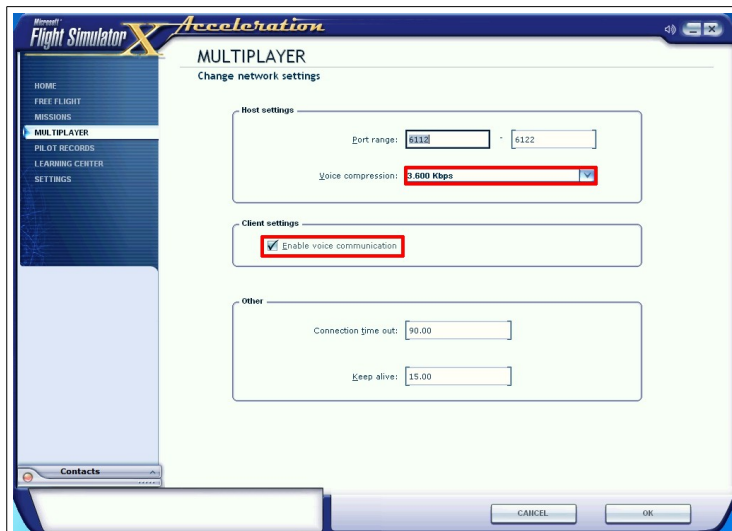 Microsoft
Flight Simulator X
Acceleration
MULTIPLAYER
Change network settings
HOME
FREE FLIGHT
MISSIONS
MULTIPLAYER
PILOT RECORDS
LEARNING CENTER
SETTINGS
Host settings
Port range: 6112 - 6122
Voice compression: 3.600 Kbps
Client settings
Enable voice communication
Other
Connection time out: 90.00
Keep alive: 15.00
Contacts
CANCEL OK